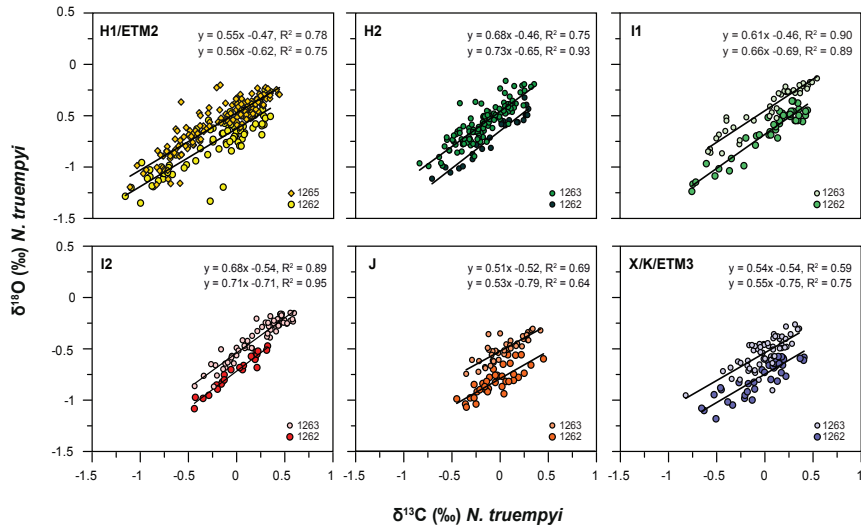 H1/ETM2
y = 0.55x -0.47, R² = 0.78
y = 0.56x -0.62, R² = 0.75
1265
1262
H2
y = 0.68x -0.46, R² = 0.75
y = 0.73x -0.65, R² = 0.93
1263
1262
I1
y = 0.61x -0.46, R² = 0.90
y = 0.66x -0.69, R² = 0.89
1263
1262
0.5
0
-0.5
-1
-1.5
I2
y = 0.68x -0.54, R² = 0.89
y = 0.71x -0.71, R² = 0.95
1263
1262
J
y = 0.51x -0.52, R² = 0.69
y = 0.53x -0.79, R² = 0.64
1263
1262
X/K/ETM3
y = 0.54x -0.54, R² = 0.59
y = 0.55x -0.75, R² = 0.75
1263
1262
0.5
0
-0.5
-1
-1.5
-1.5 -1 -0.5 0 0.5 1
-1.5 -1 -0.5 0 0.5 1
-1.5 -1 -0.5 0 0.5 1
δ¹⁸O (‰) N. truempyi
δ¹³C (‰) N. truempyi